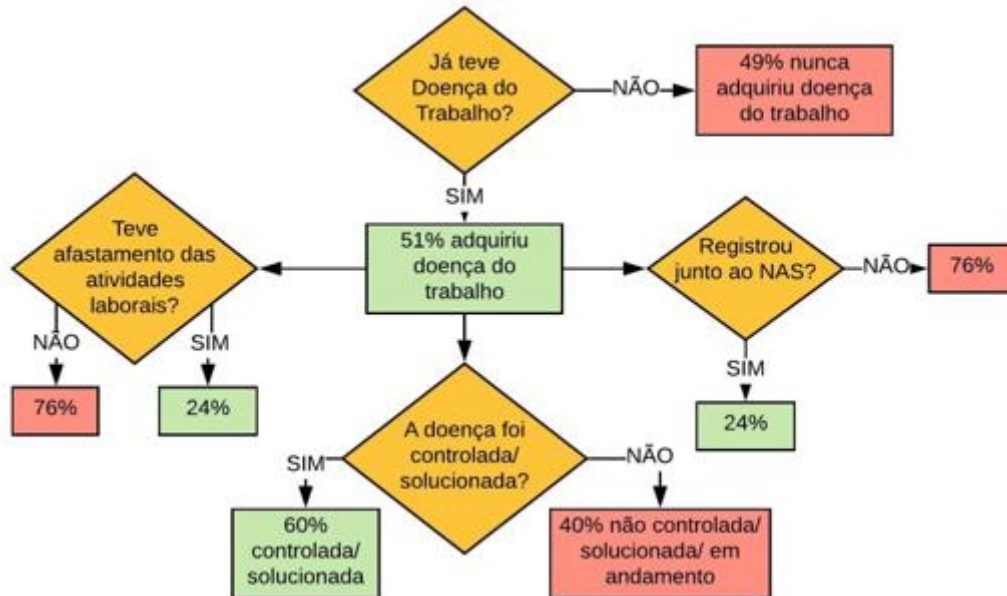 Já teve
Doença do
Trabalho?
NÃO
49% nunca
adquiriu doença
do trabalho
SIM
51% adquiriu
doença do
trabalho
Teve
afastamento das
atividades
laborais?
NÃO
SIM
76%
24%
Registrou
junto ao NAS?
NÃO
76%
SIM
24%
A doença foi
controlada/
solucionada?
SIM
NÃO
60%
controlada/
solucionada
40% não controlada/
solucionada/ em
andamento